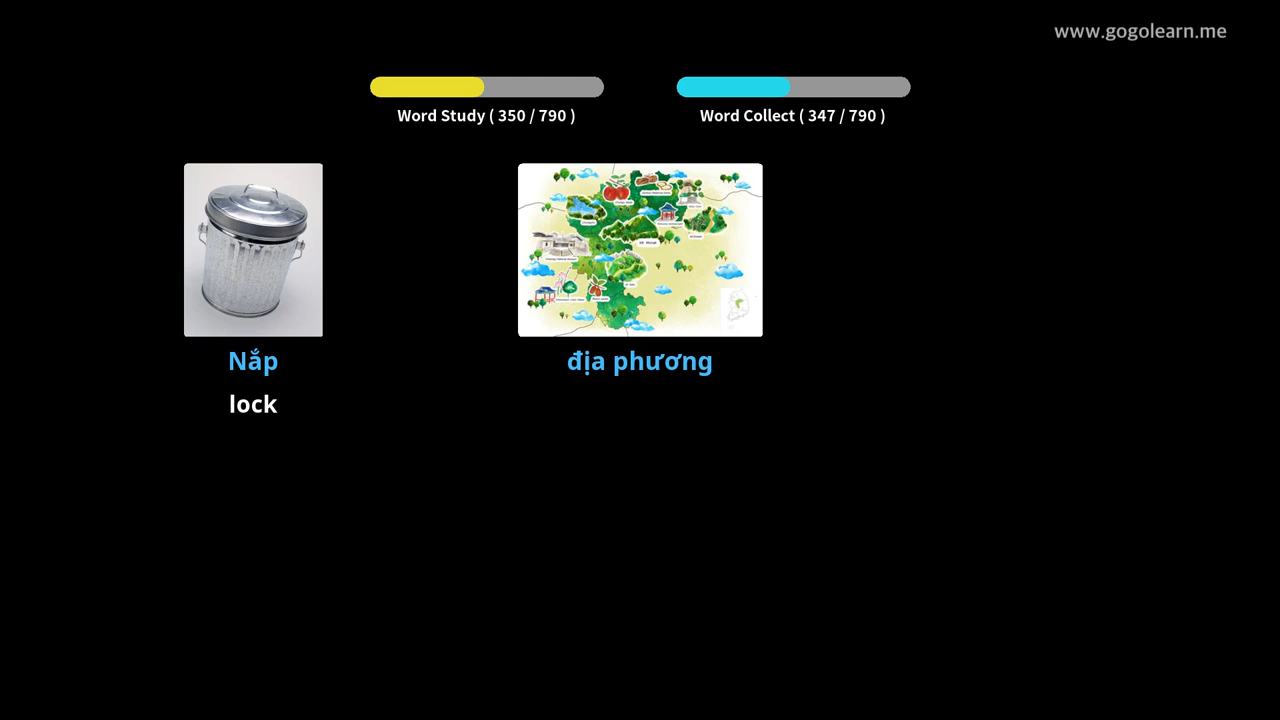 www.gogolearn.me
Word Study ( 350 / 790 )
Word Collect ( 347 / 790 )
Nắp
địa phương
lock